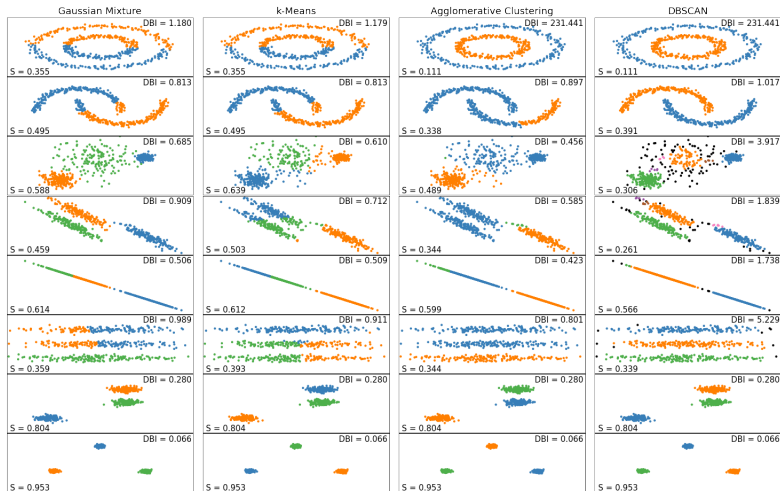 Gaussian Mixture k-Means Agglomerative Clustering DBSCAN
DBI = 1.180 DBI = 1.179 DBI = 231.441 DBI = 231.441
S = 0.355 S = 0.355 S = 0.111 S = 0.111
DBI = 0.813 DBI = 0.813 DBI = 0.897 DBI = 1.017
S = 0.495 S = 0.495 S = 0.338 S = 0.391
DBI = 0.685 DBI = 0.610 DBI = 0.456 DBI = 3.917
S = 0.588 S = 0.639 S = 0.489 S = 0.306
DBI = 0.909 DBI = 0.712 DBI = 0.585 DBI = 1.839
S = 0.459 S = 0.503 S = 0.344 S = 0.261
DBI = 0.506 DBI = 0.509 DBI = 0.423 DBI = 1.738
S = 0.614 S = 0.612 S = 0.599 S = 0.566
DBI = 0.989 DBI = 0.911 DBI = 0.801 DBI = 5.229
S = 0.359 S = 0.393 S = 0.344 S = 0.339
DBI = 0.280 DBI = 0.280 DBI = 0.280 DBI = 0.280
S = 0.804 S = 0.804 S = 0.804 S = 0.804
DBI = 0.066 DBI = 0.066 DBI = 0.066 DBI = 0.066
S = 0.953 S = 0.953 S = 0.953 S = 0.953